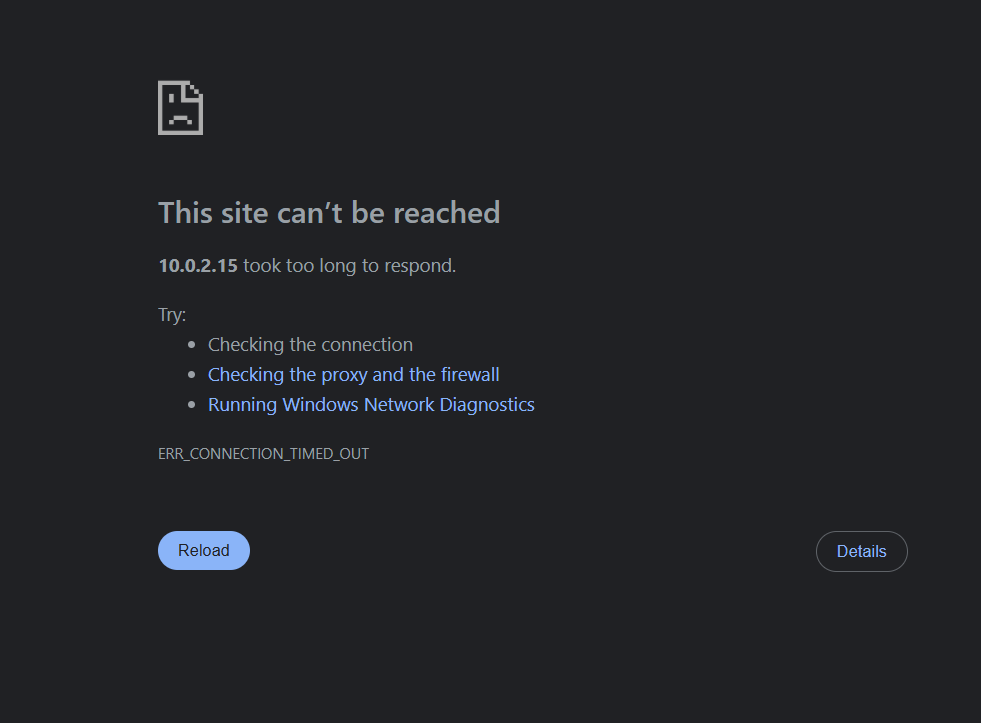 This site can’t be reached
10.0.2.15 took too long to respond.
Try:
Checking the connection
Checking the proxy and the firewall
Running Windows Network Diagnostics
ERR_CONNECTION_TIMED_OUT
Reload
Details